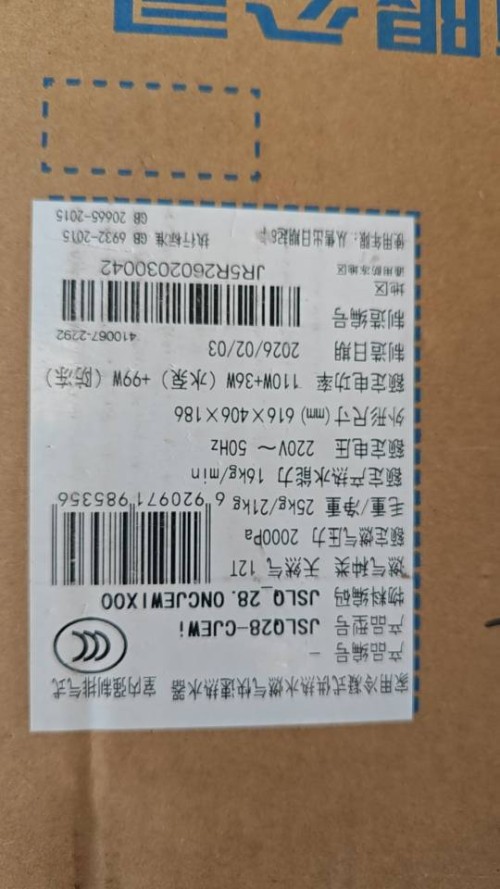 家用冷凝式供热水燃气快速热水器 室内强制排气式
产品编号 -
产品型号 JSLQ28-CJEWi
物料编码 JSLQ_28.0NCJEWIX00
燃气种类 天然气 12T
额定燃气压力 2000Pa
毛重/净重 25kg/21kg
6 920971 985356
额定产热水能力 16kg/min
额定电压 220V~ 50Hz
外形尺寸(mm) 616×406×186
额定电功率 110W+36W(水泵) +99W(防冻)
制造日期 2026/02/03
410067-2292
制造编号
地区
适用防冻地区 JR5R2602030042
使用年限：从售出日期起 执行标准 GB 6932-2015
GB 20665-2015
限公司